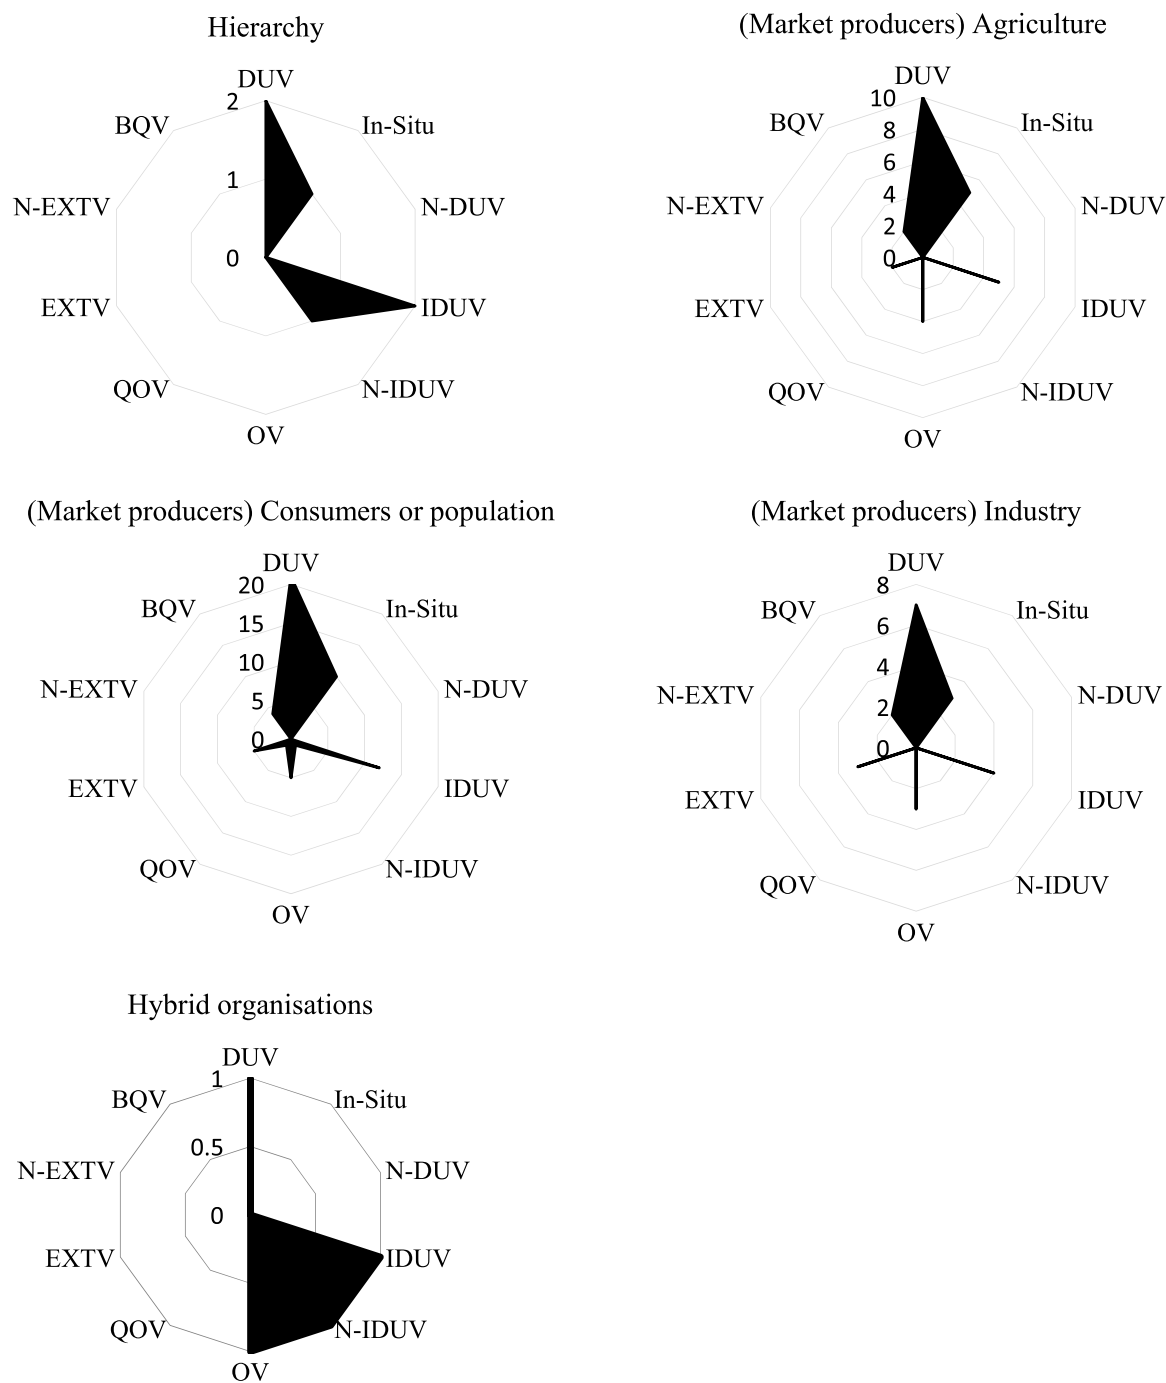 Hierarchy
DUV
2
BQV
In-Situ
1
N-EXTV
N-DUV
0
EXTV
IDUV
QOV
N-IDUV
OV
(Market producers) Agriculture
DUV
10
BQV
In-Situ
8
6
4
N-EXTV
N-DUV
2
0
EXTV
IDUV
QOV
N-IDUV
OV
(Market producers) Consumers or population
DUV
20
BQV
In-Situ
15
10
N-EXTV
N-DUV
5
0
EXTV
IDUV
QOV
N-IDUV
OV
(Market producers) Industry
DUV
8
BQV
In-Situ
6
4
N-EXTV
N-DUV
2
0
EXTV
IDUV
QOV
N-IDUV
OV
Hybrid organisations
DUV
1
BQV
In-Situ
0.5
N-EXTV
N-DUV
0
EXTV
IDUV
QOV
N-IDUV
OV